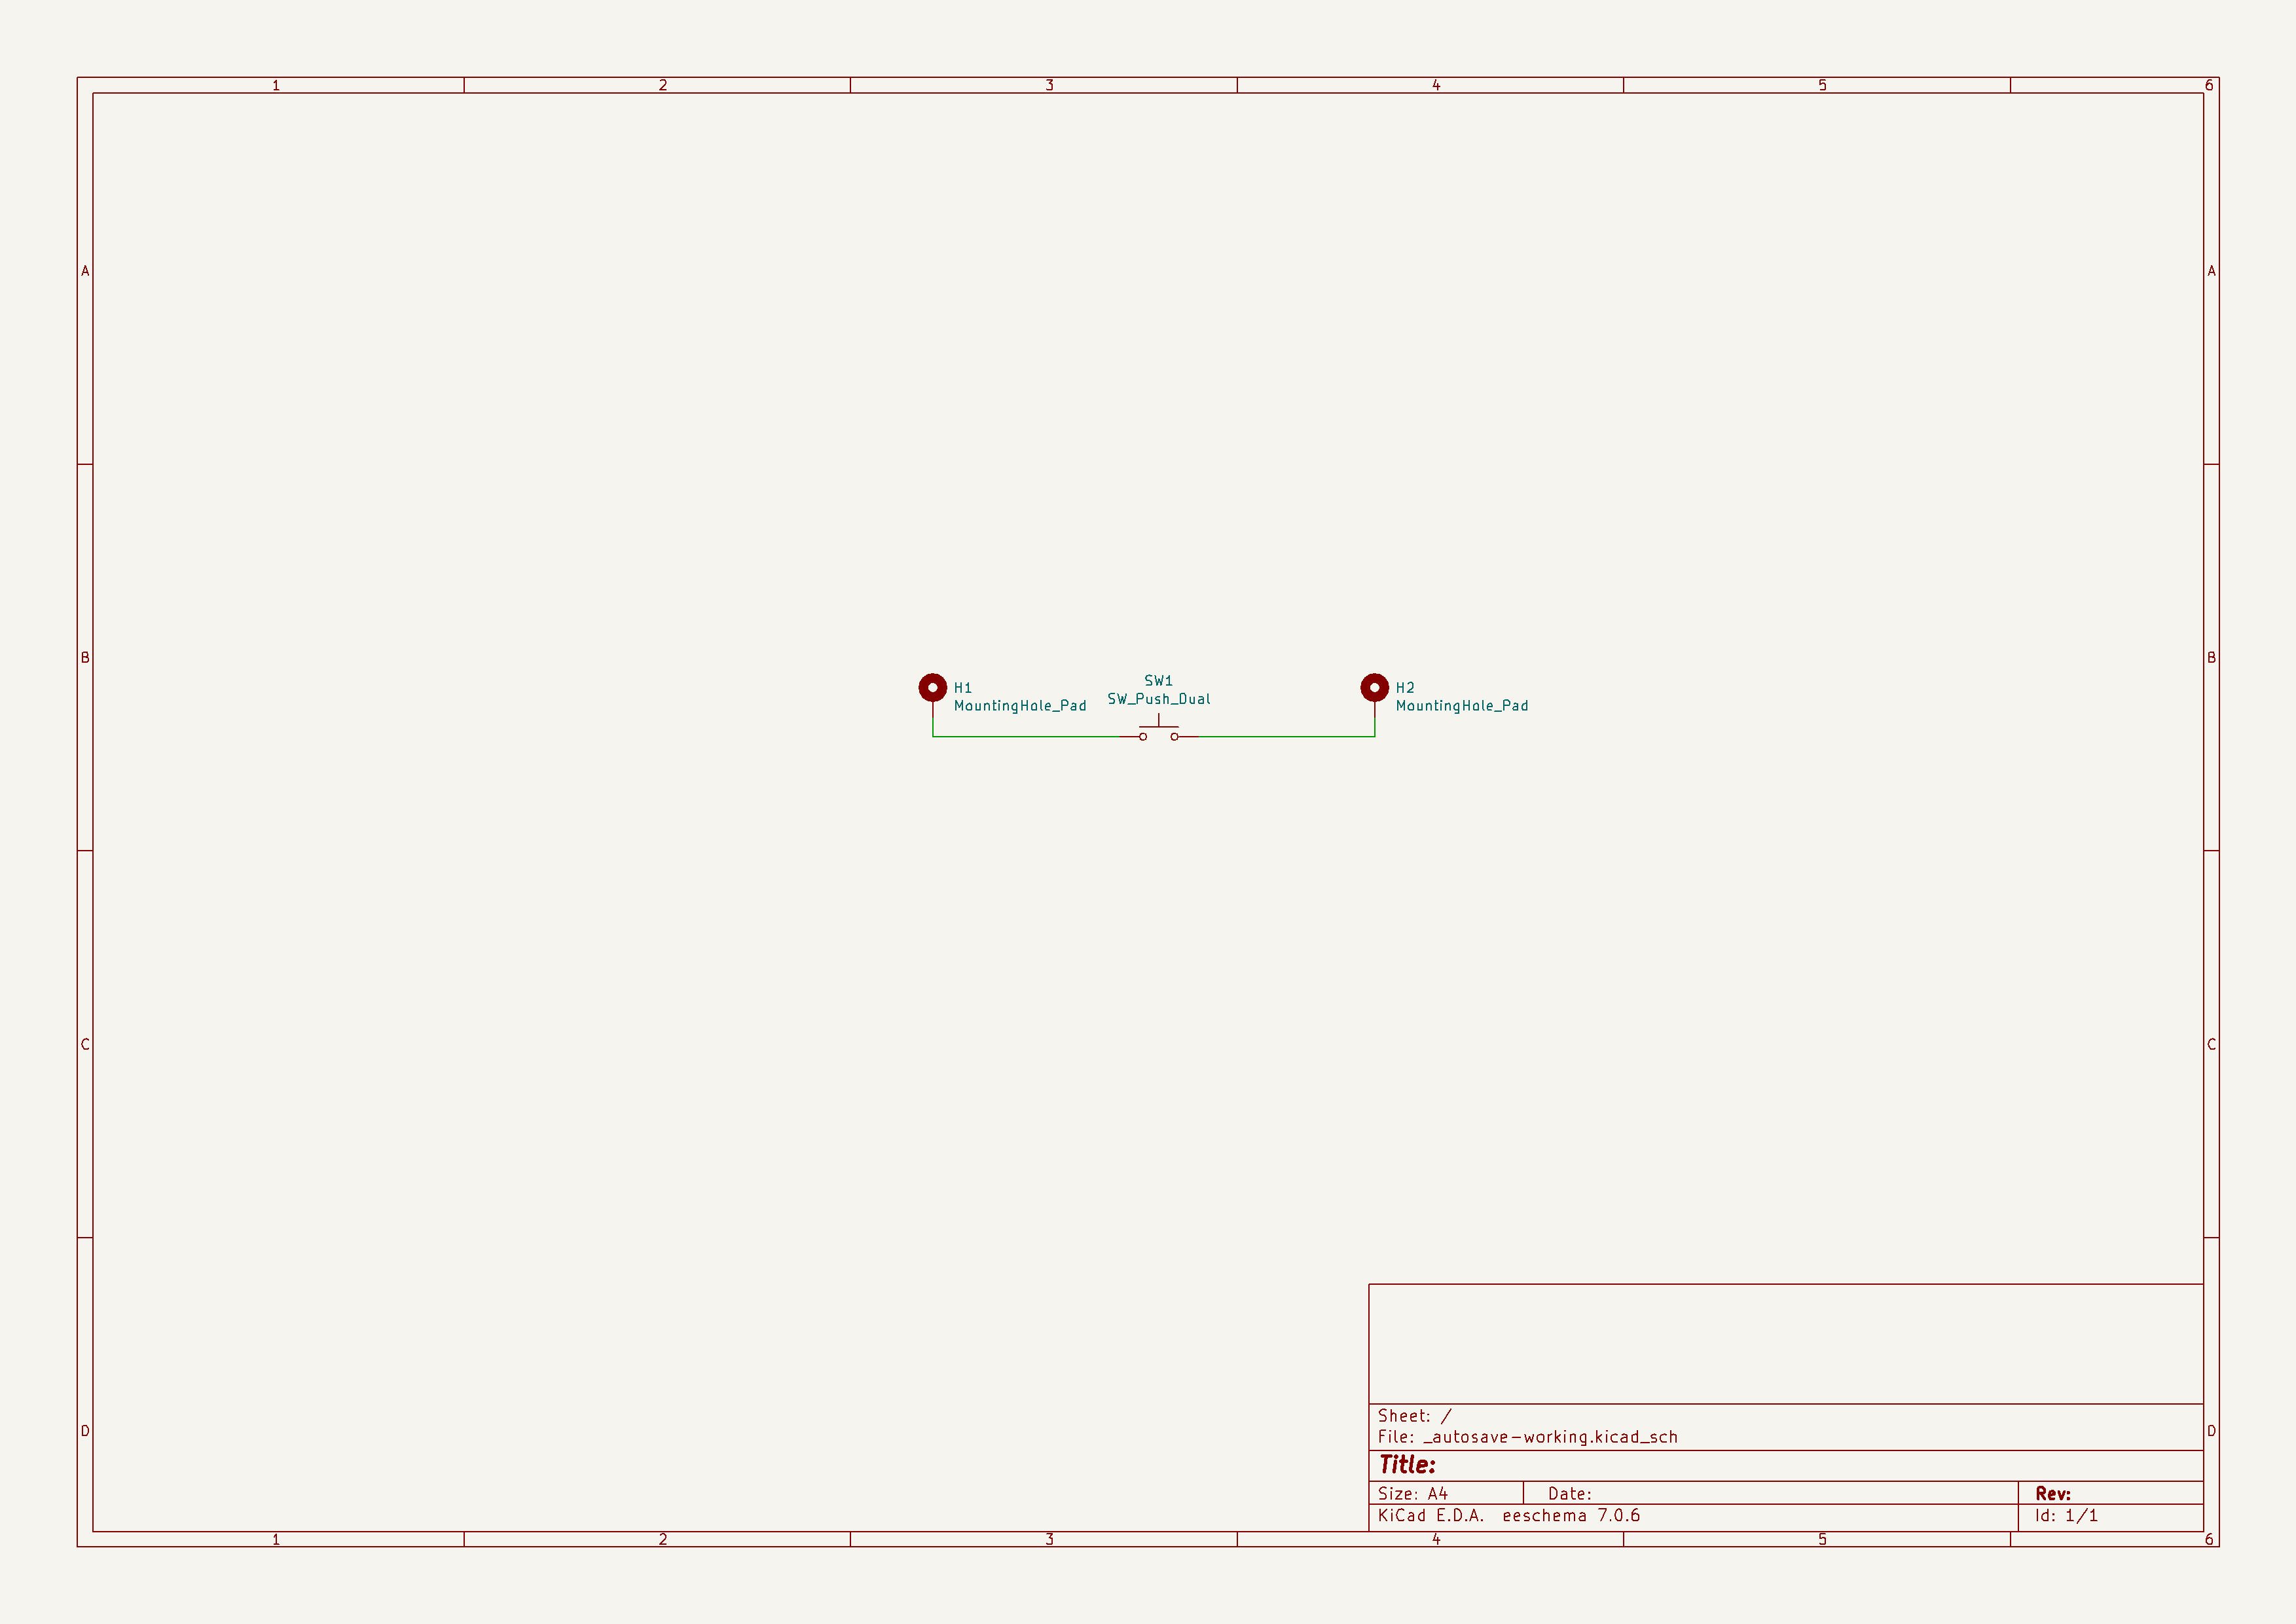 1 2 3 4 5 6
A A
B B
H1
MountingHole_Pad
SW1
SW_Push_Dual
H2
MountingHole_Pad
C C
Sheet: /
File: _autosave-working.kicad_sch
D D
Title:
Size: A4 Date: Rev:
KiCad E.D.A. eeschema 7.0.6 Id: 1/1
1 2 3 4 5 6